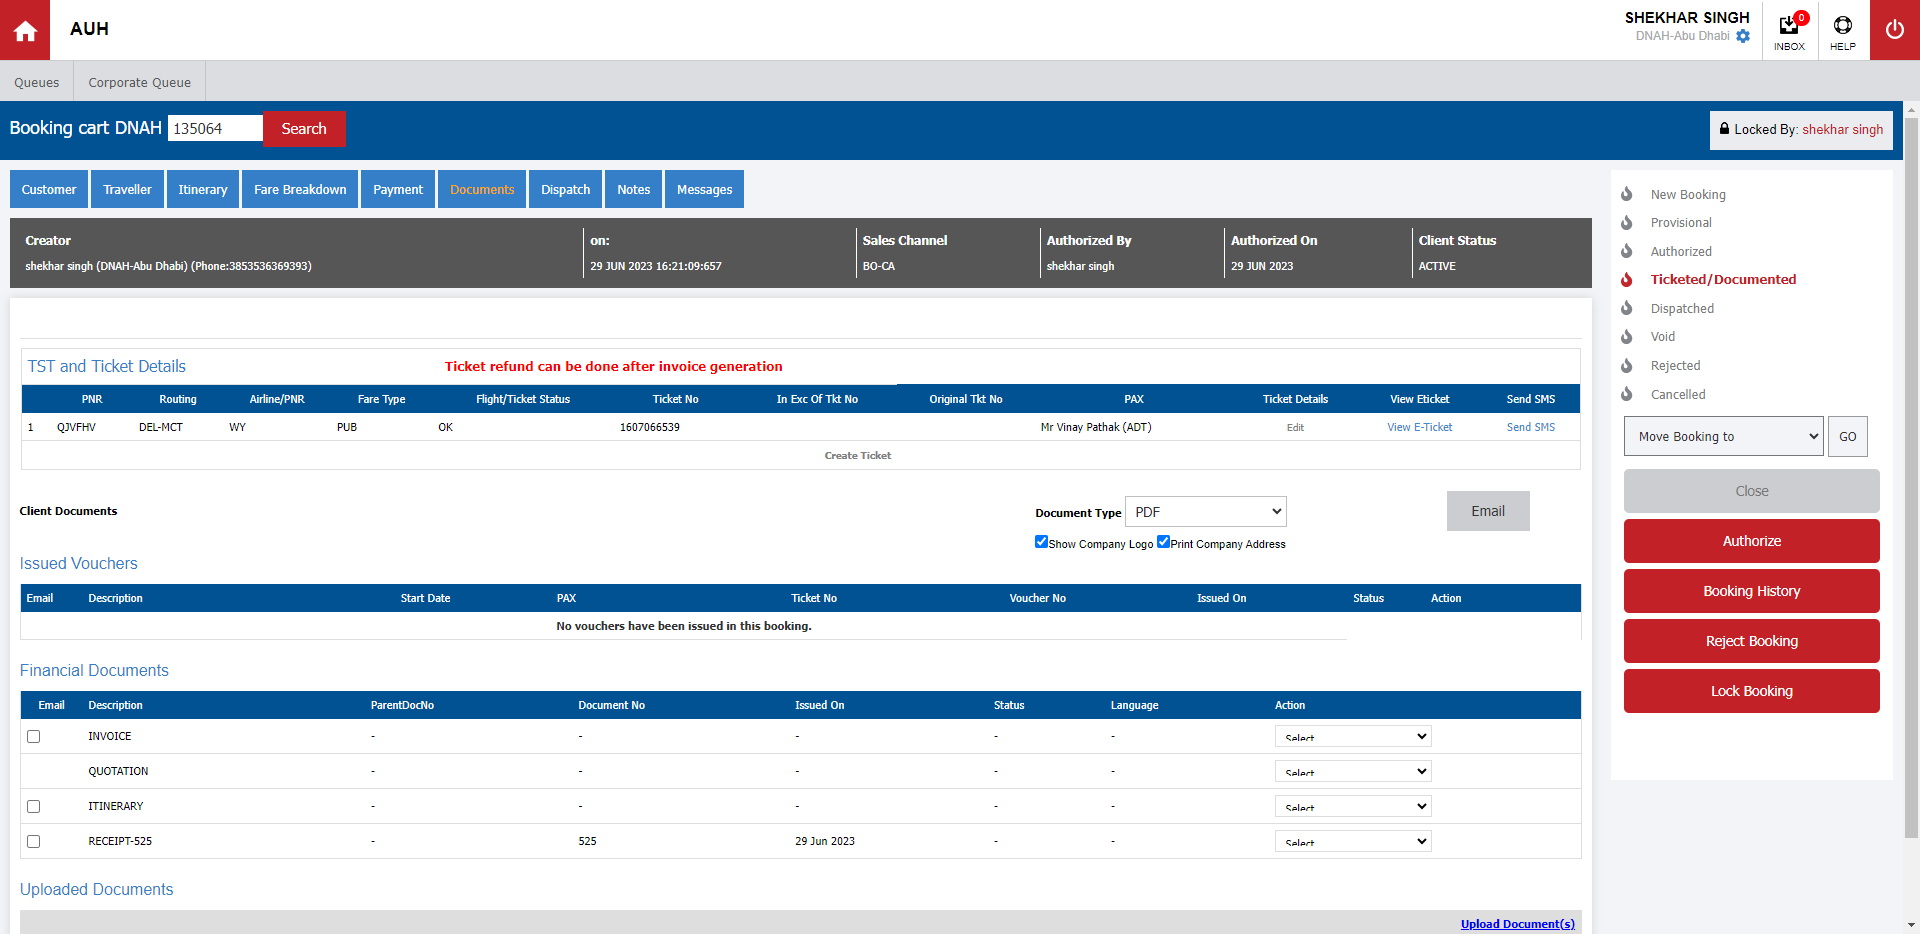 AUH
SHEKHAR SINGH
DNAH-Abu Dhabi
0
INBOX
HELP
Queues
Corporate Queue
Booking cart DNAH 135064 Search
Locked By: shekhar singh
Customer Traveller Itinerary Fare Breakdown Payment Documents Dispatch Notes Messages
Creator on: Sales Channel Authorized By Authorized On Client Status
shekhar singh (DNAH-Abu Dhabi) (Phone:3853536369393) 29 JUN 2023 16:21:09:657 BO-CA shekhar singh 29 JUN 2023 ACTIVE
TST and Ticket Details Ticket refund can be done after invoice generation
PNR Routing Airline/PNR Fare Type Flight/Ticket Status Ticket No In Exc Of Tkt No Original Tkt No PAX Ticket Details View Eticket Send SMS
1 QJVFHV DEL-MCT WY PUB OK 1607066539 Mr Vinay Pathak (ADT) Edit View E-Ticket Send SMS
Create Ticket
Client Documents Document Type PDF Email
Show Company Logo Print Company Address
Issued Vouchers
Email Description Start Date PAX Ticket No Voucher No Issued On Status Action
No vouchers have been issued in this booking.
Financial Documents
Email Description ParentDocNo Document No Issued On Status Language Action
INVOICE - - - - - Select
QUOTATION - - - - - Select
ITINERARY - - - - - Select
RECEIPT-525 - 525 29 Jun 2023 - - Select
Uploaded Documents
Upload Document(s)
New Booking
Provisional
Authorized
Ticketed/Documented
Dispatched
Void
Rejected
Cancelled
Move Booking to GO
Close
Authorize
Booking History
Reject Booking
Lock Booking